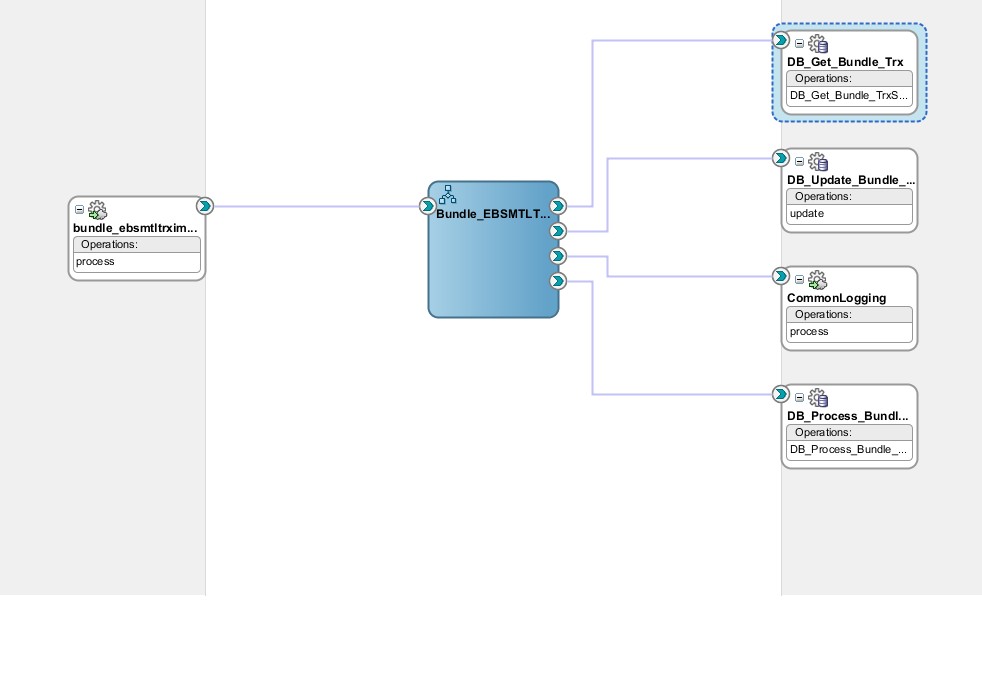 bundle_ebsmtltrxim...
Operations:
process
Bundle_EBSMTLT...
DB_Get_Bundle_Trx
Operations:
DB_Get_Bundle_TrxS...
DB_Update_Bundle_...
Operations:
update
CommonLogging
Operations:
process
DB_Process_Bundl...
Operations:
DB_Process_Bundle_...